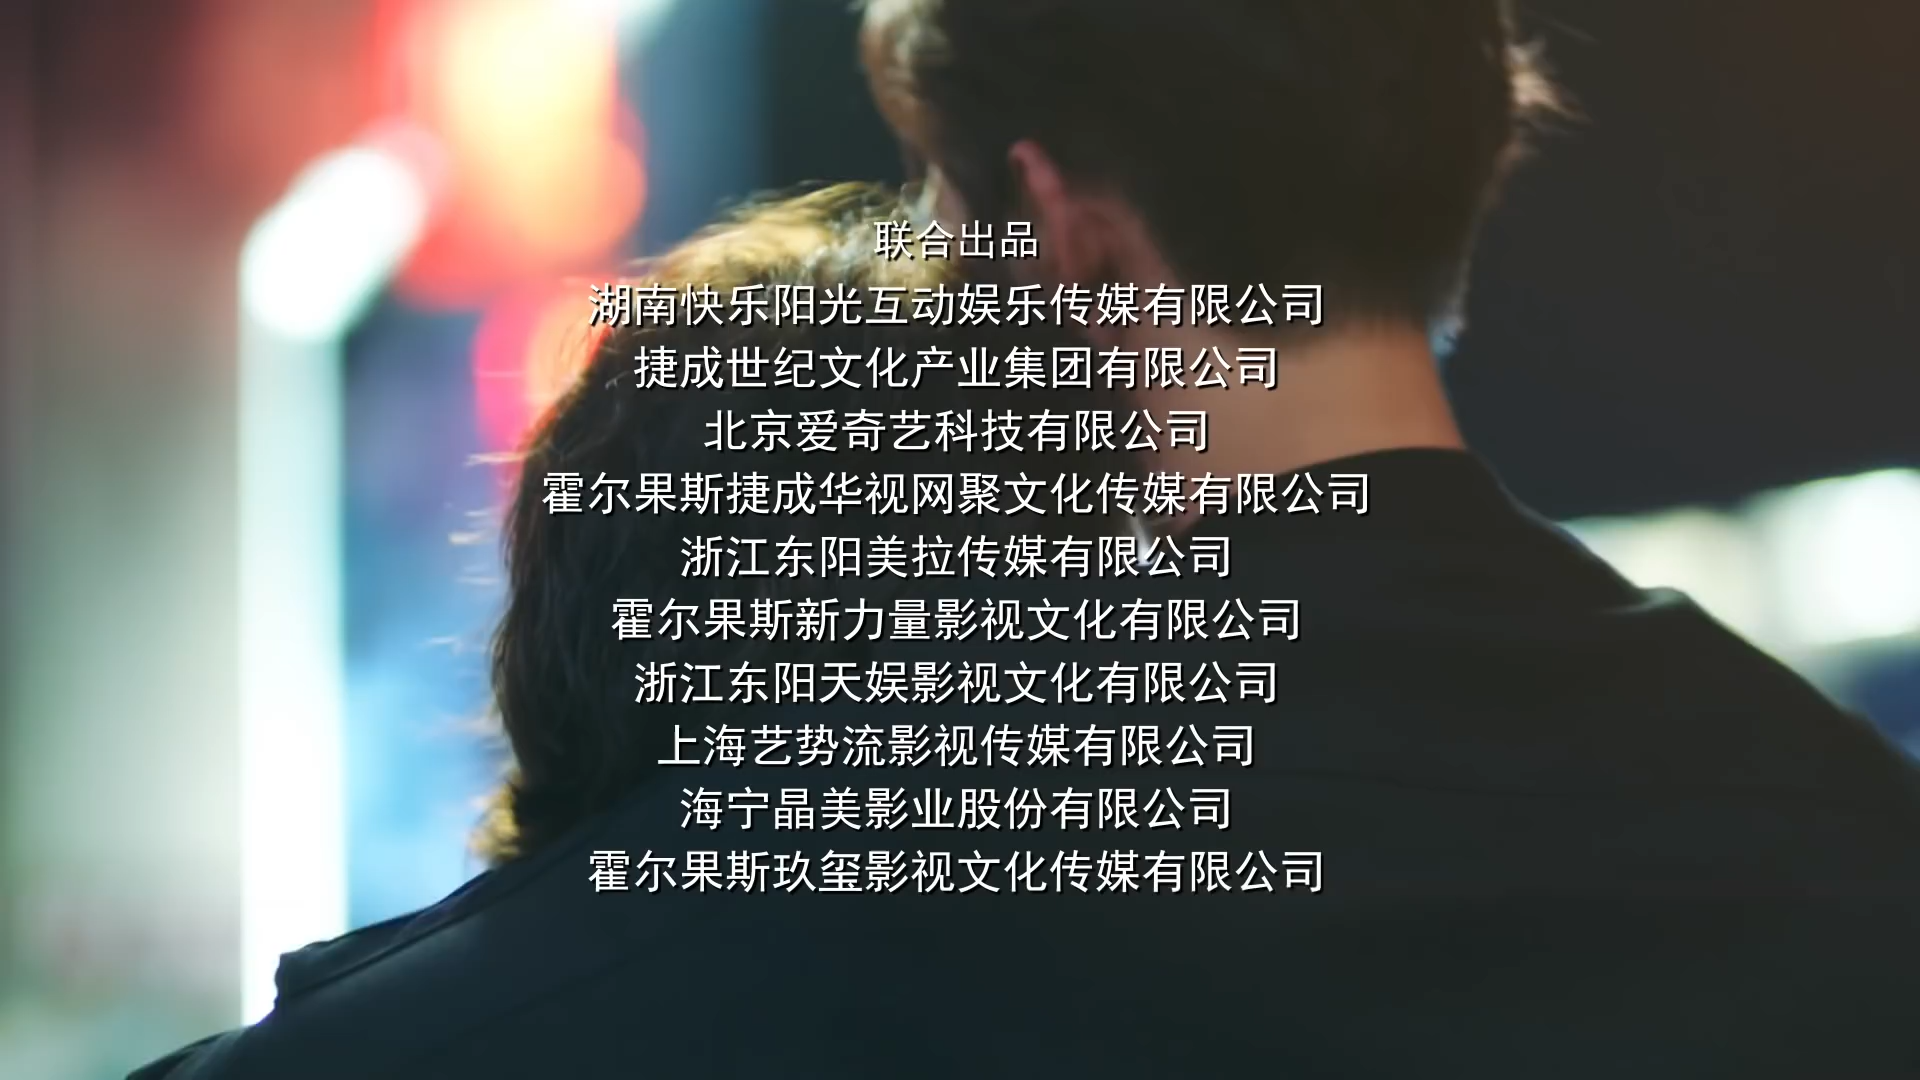 联合出品
湖南快乐阳光互动娱乐传媒有限公司
捷成世纪文化产业集团有限公司
北京爱奇艺科技有限公司
霍尔果斯捷成华视网聚文化传媒有限公司
浙江东阳美拉传媒有限公司
霍尔果斯新力量影视文化有限公司
浙江东阳天娱影视文化有限公司
上海艺势流影视传媒有限公司
海宁晶美影业股份有限公司
霍尔果斯玖玺影视文化传媒有限公司